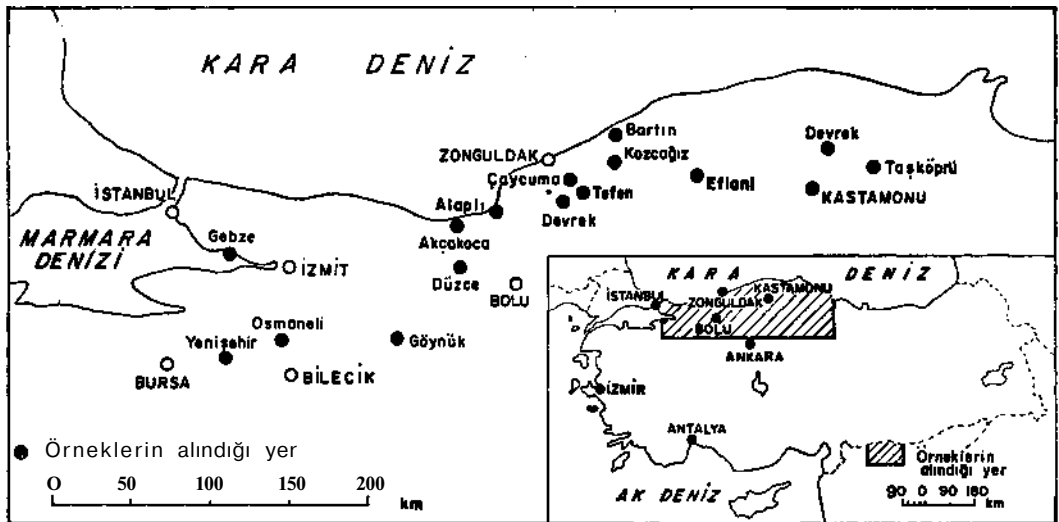 KARA DENİZ
Bartın
Devrek
ZONGULDAK
Kozcağız
Taşköprü
Çaycuma
Eflani
Tefen
KASTAMONU
İSTANBUL
Alaplı
Devrek
MARMARA
DENİZİ
Gebze
Akçakoca
İZMİT
Düzce
BOLU
Osmaneli
Yenişehir
Göynük
BURSA
BİLECİK
Örneklerin alındığı yer
0 50 100 150 200
km
KARA DENİZ
İSTANBUL
KASTAMONU
ZONGULDAK
BOLU
ANKARA
İZMİR
ANTALYA
Örneklerin
alındığı yer
AK DENİZ
90 0 90 180
km